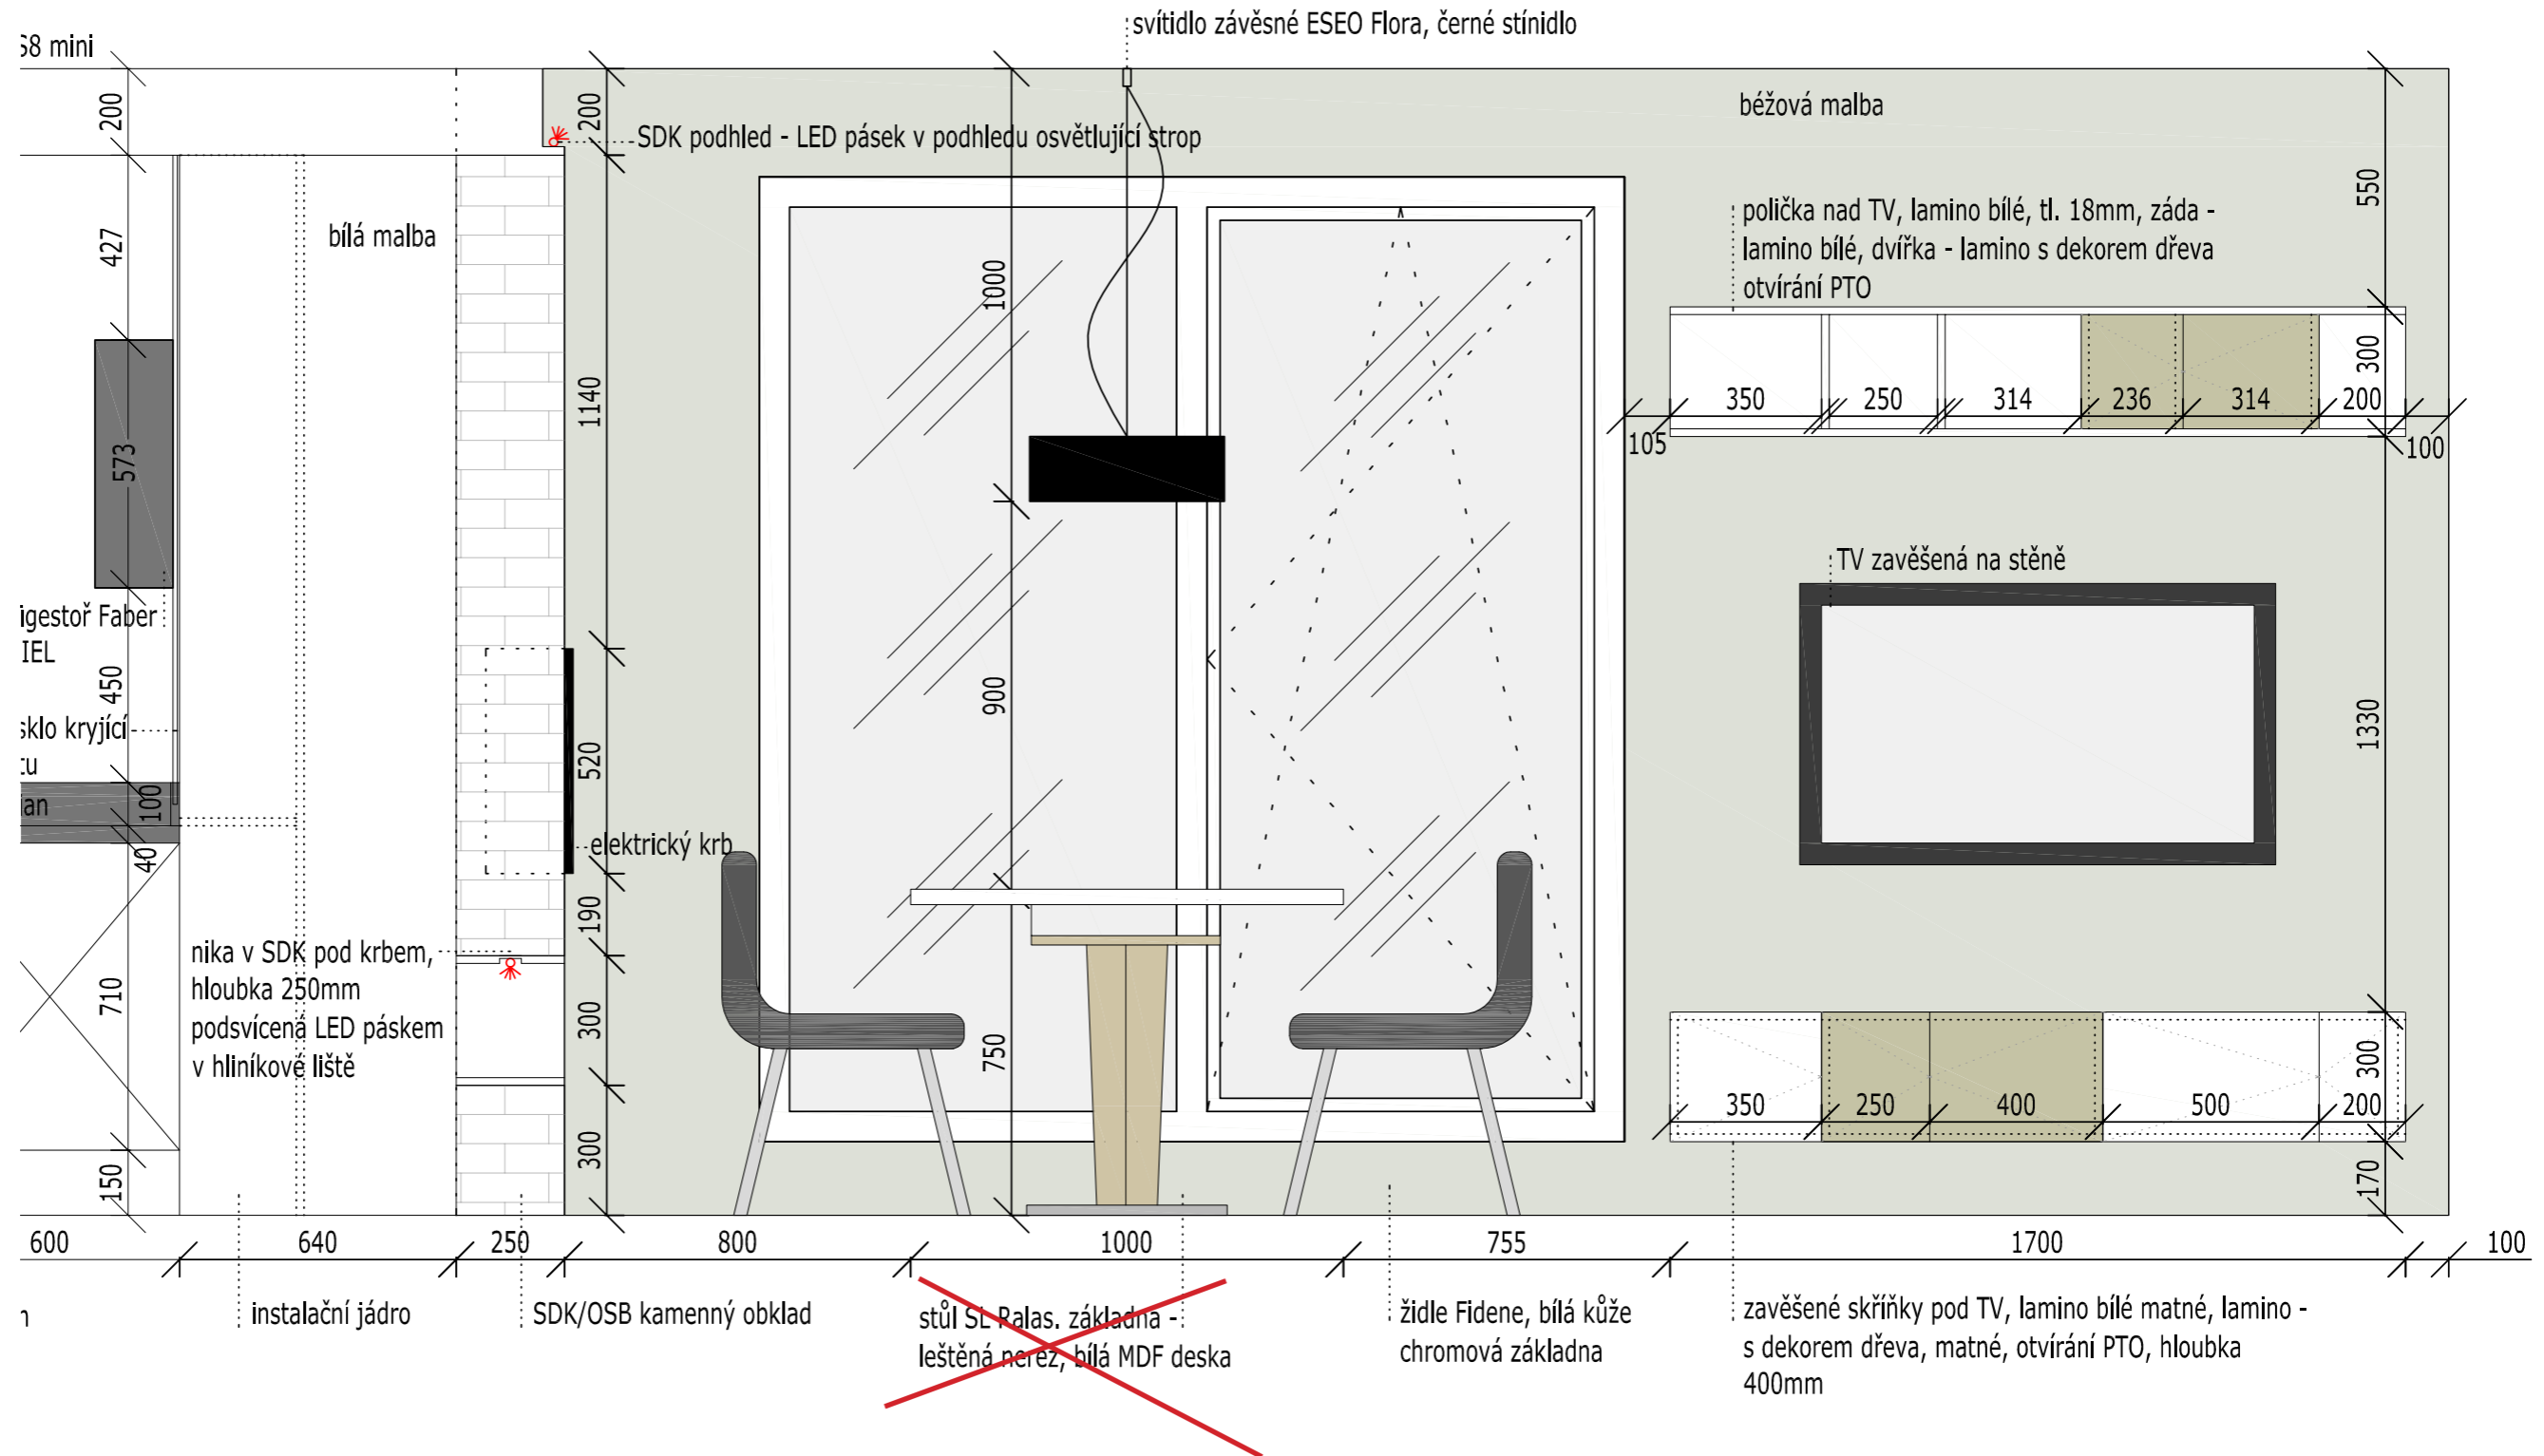 svítidlo závěsné ESEO Flora, černé stínidlo
S8 mini
béžová malba
200
200
SDK podhled - LED pásek v podhledu osvětlující strop
550
polička nad TV, lamino bílé, tl. 18mm, záda -
lamino bílé, dvířka - lamino s dekorem dřeva
otvírání PTO
bílá malba
427
1000
1140
300
350 250 314 236 314 200
105
100
573
TV zavěšená na stěně
igestoř Faber
IEL
450
900
1330
sklo kryjící
520
an
100
elektrický krb
40
190
nika v SDK pod krbem,
hloubka 250mm
podsvícená LED páskem
v hliníkové liště
710
300
750
300
350 250 400 500 200
150
300
170
600 640 250 800 1000 755 1700 100
instalační jádro
SDK/OSB kamenný obklad
stůl SL Palas. základna -
leštěná nerez, bílá MDF deska
židle Fidene, bílá kůže
chromová základna
zavěšené skříňky pod TV, lamino bílé matné, lamino -
s dekorem dřeva, matné, otvírání PTO, hloubka
400mm